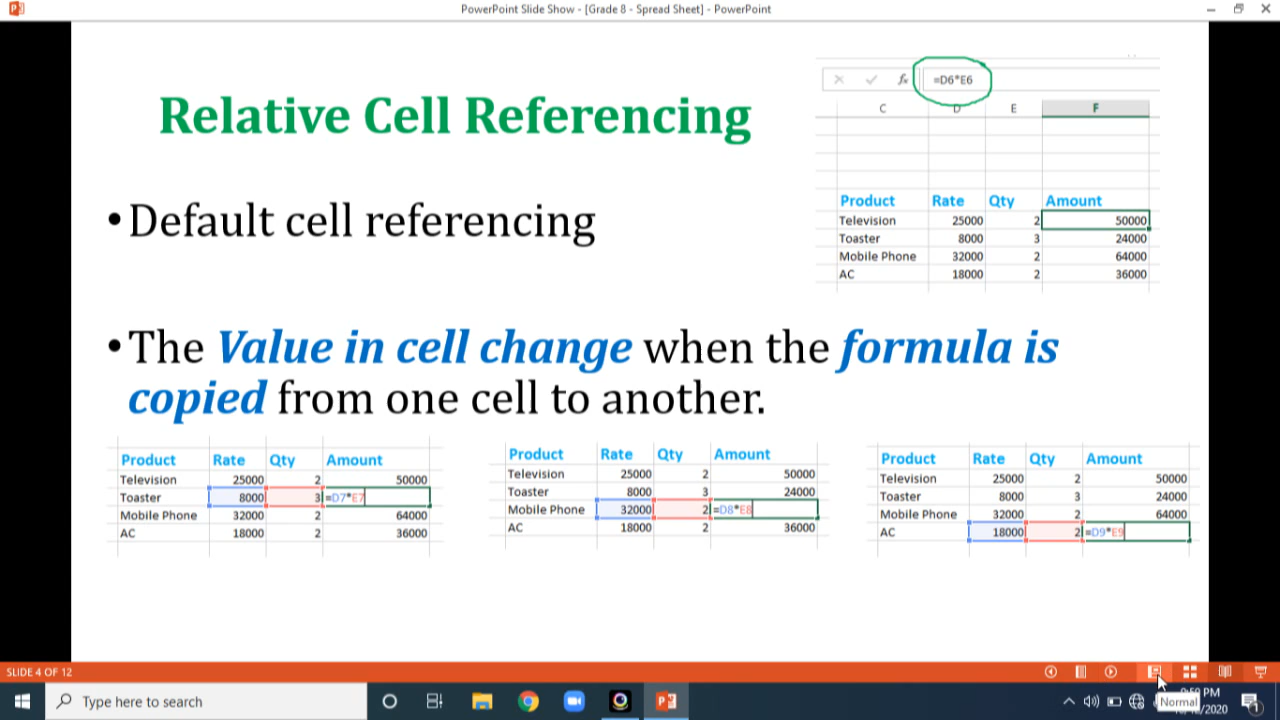 PowerPoint Slide Show - [Grade 8 - Spread Sheet] - PowerPoint
Relative Cell Referencing
fx =D6*E6
C D E F
Product Rate Qty Amount
Television 25000 2 50000
Toaster 8000 3 24000
Mobile Phone 32000 2 64000
AC 18000 2 36000
•Default cell referencing
•The Value in cell change when the formula is
copied from one cell to another.
Product Rate Qty Amount
Television 25000 2 50000
Toaster 8000 3 =D7*E7
Mobile Phone 32000 2 64000
AC 18000 2 36000
Product Rate Qty Amount
Television 25000 2 50000
Toaster 8000 3 24000
Mobile Phone 32000 2 =D8*E8
AC 18000 2 36000
Product Rate Qty Amount
Television 25000 2 50000
Toaster 8000 3 24000
Mobile Phone 32000 2 64000
AC 18000 2 =D9*E9
SLIDE 4 OF 12
Type here to search
PM
/2020
Normal
1